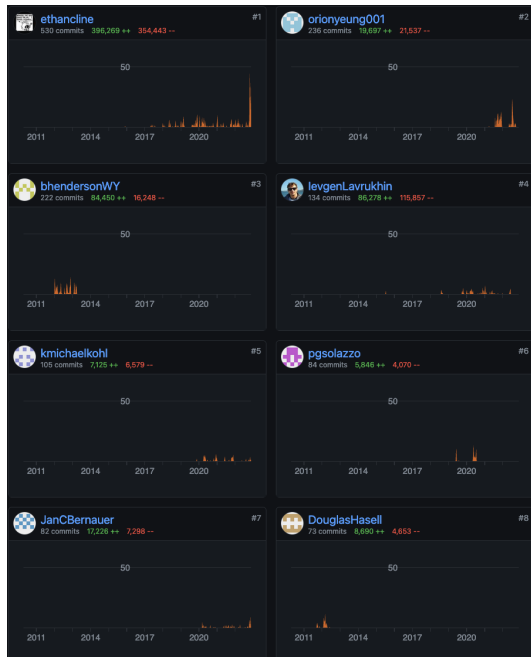 ethancline #1
530 commits 396,269 ++ 354,443 --
50
2011 2014 2017 2020
orionyeung001 #2
236 commits 19,697 ++ 21,537 --
50
2011 2014 2017 2020
bhendersonWY #3
222 commits 84,450 ++ 16,248 --
50
2011 2014 2017 2020
IevgenLavrukhin #4
134 commits 86,278 ++ 115,857 --
50
2011 2014 2017 2020
kmichaelkohl #5
105 commits 7,125 ++ 6,579 --
50
2011 2014 2017 2020
pgsolazzo #6
84 commits 5,846 ++ 4,070 --
50
2011 2014 2017 2020
JanCBernauer #7
82 commits 17,226 ++ 7,298 --
50
2011 2014 2017 2020
DouglasHasell #8
73 commits 8,690 ++ 4,653 --
50
2011 2014 2017 2020